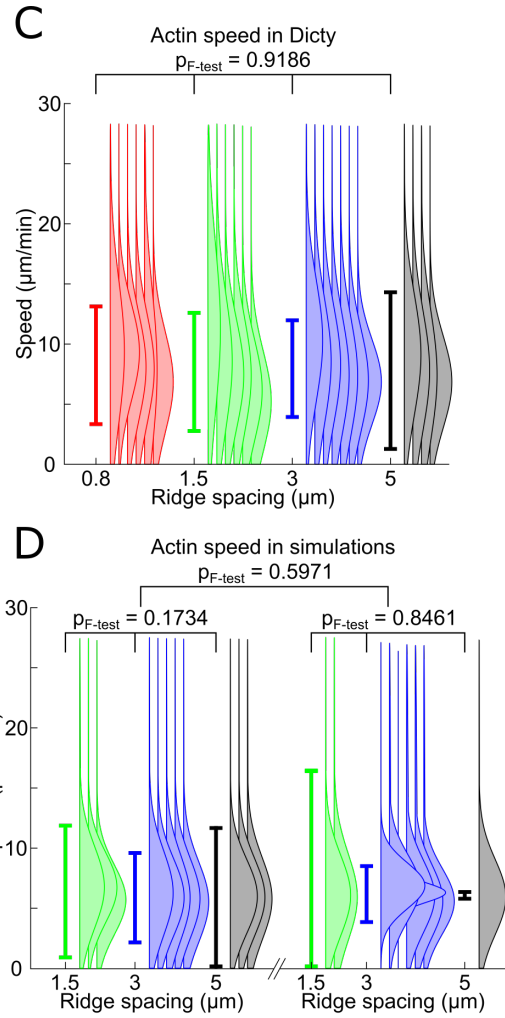 C
Actin speed in Dicty
pF-test = 0.9186
30
20
10
0
Speed (µm/min)
0.8 1.5 3 5
Ridge spacing (µm)
D
Actin speed in simulations
pF-test = 0.5971
pF-test = 0.1734 pF-test = 0.8461
30
20
10
0
1.5 3 5 // 1.5 3 5
Ridge spacing (µm) Ridge spacing (µm)